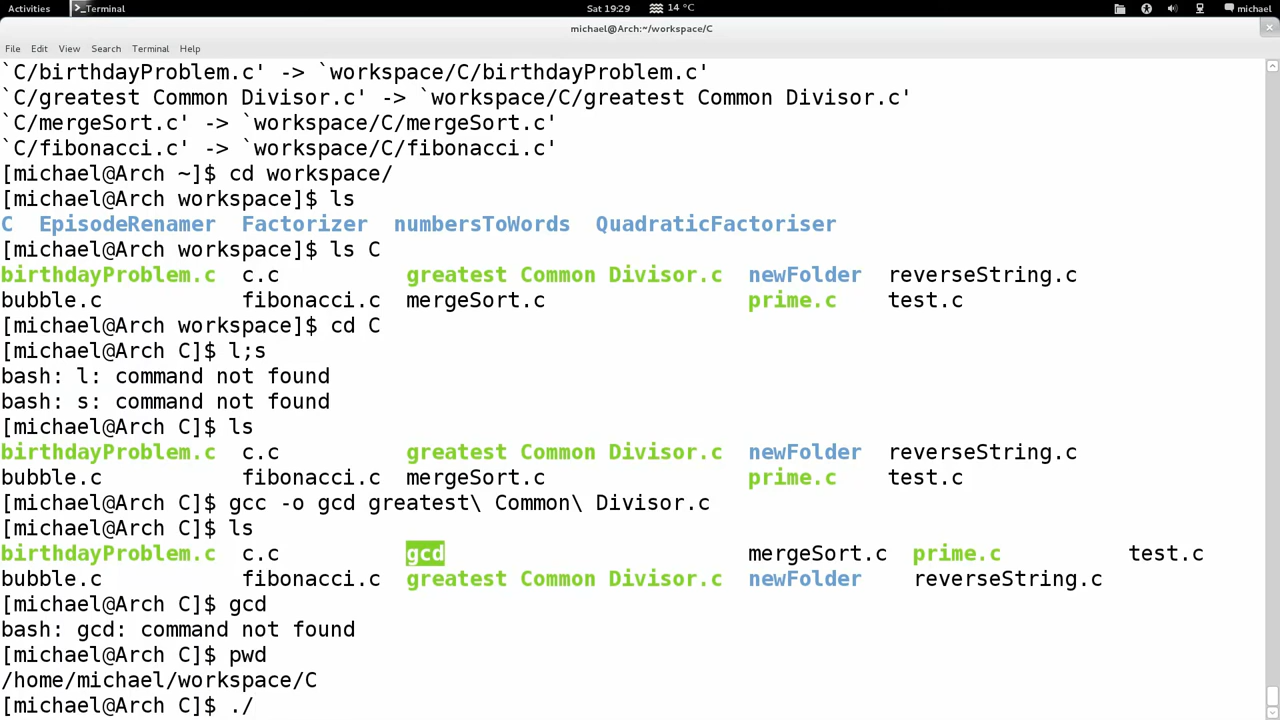 Activities Terminal Sat 19:29 14 °C michael
michael@Arch:~/workspace/C
File Edit View Search Terminal Help
`C/birthdayProblem.c' -> `workspace/C/birthdayProblem.c'
`C/greatest Common Divisor.c' -> `workspace/C/greatest Common Divisor.c'
`C/mergeSort.c' -> `workspace/C/mergeSort.c'
`C/fibonacci.c' -> `workspace/C/fibonacci.c'
[michael@Arch ~]$ cd workspace/
[michael@Arch workspace]$ ls
C EpisodeRenamer Factorizer numbersToWords QuadraticFactoriser
[michael@Arch workspace]$ ls C
birthdayProblem.c c.c greatest Common Divisor.c newFolder reverseString.c
bubble.c fibonacci.c mergeSort.c prime.c test.c
[michael@Arch workspace]$ cd C
[michael@Arch C]$ l;s
bash: l: command not found
bash: s: command not found
[michael@Arch C]$ ls
birthdayProblem.c c.c greatest Common Divisor.c newFolder reverseString.c
bubble.c fibonacci.c mergeSort.c prime.c test.c
[michael@Arch C]$ gcc -o gcd greatest\ Common\ Divisor.c
[michael@Arch C]$ ls
birthdayProblem.c c.c gcd mergeSort.c prime.c test.c
bubble.c fibonacci.c greatest Common Divisor.c newFolder reverseString.c
[michael@Arch C]$ gcd
bash: gcd: command not found
[michael@Arch C]$ pwd
/home/michael/workspace/C
[michael@Arch C]$ ./